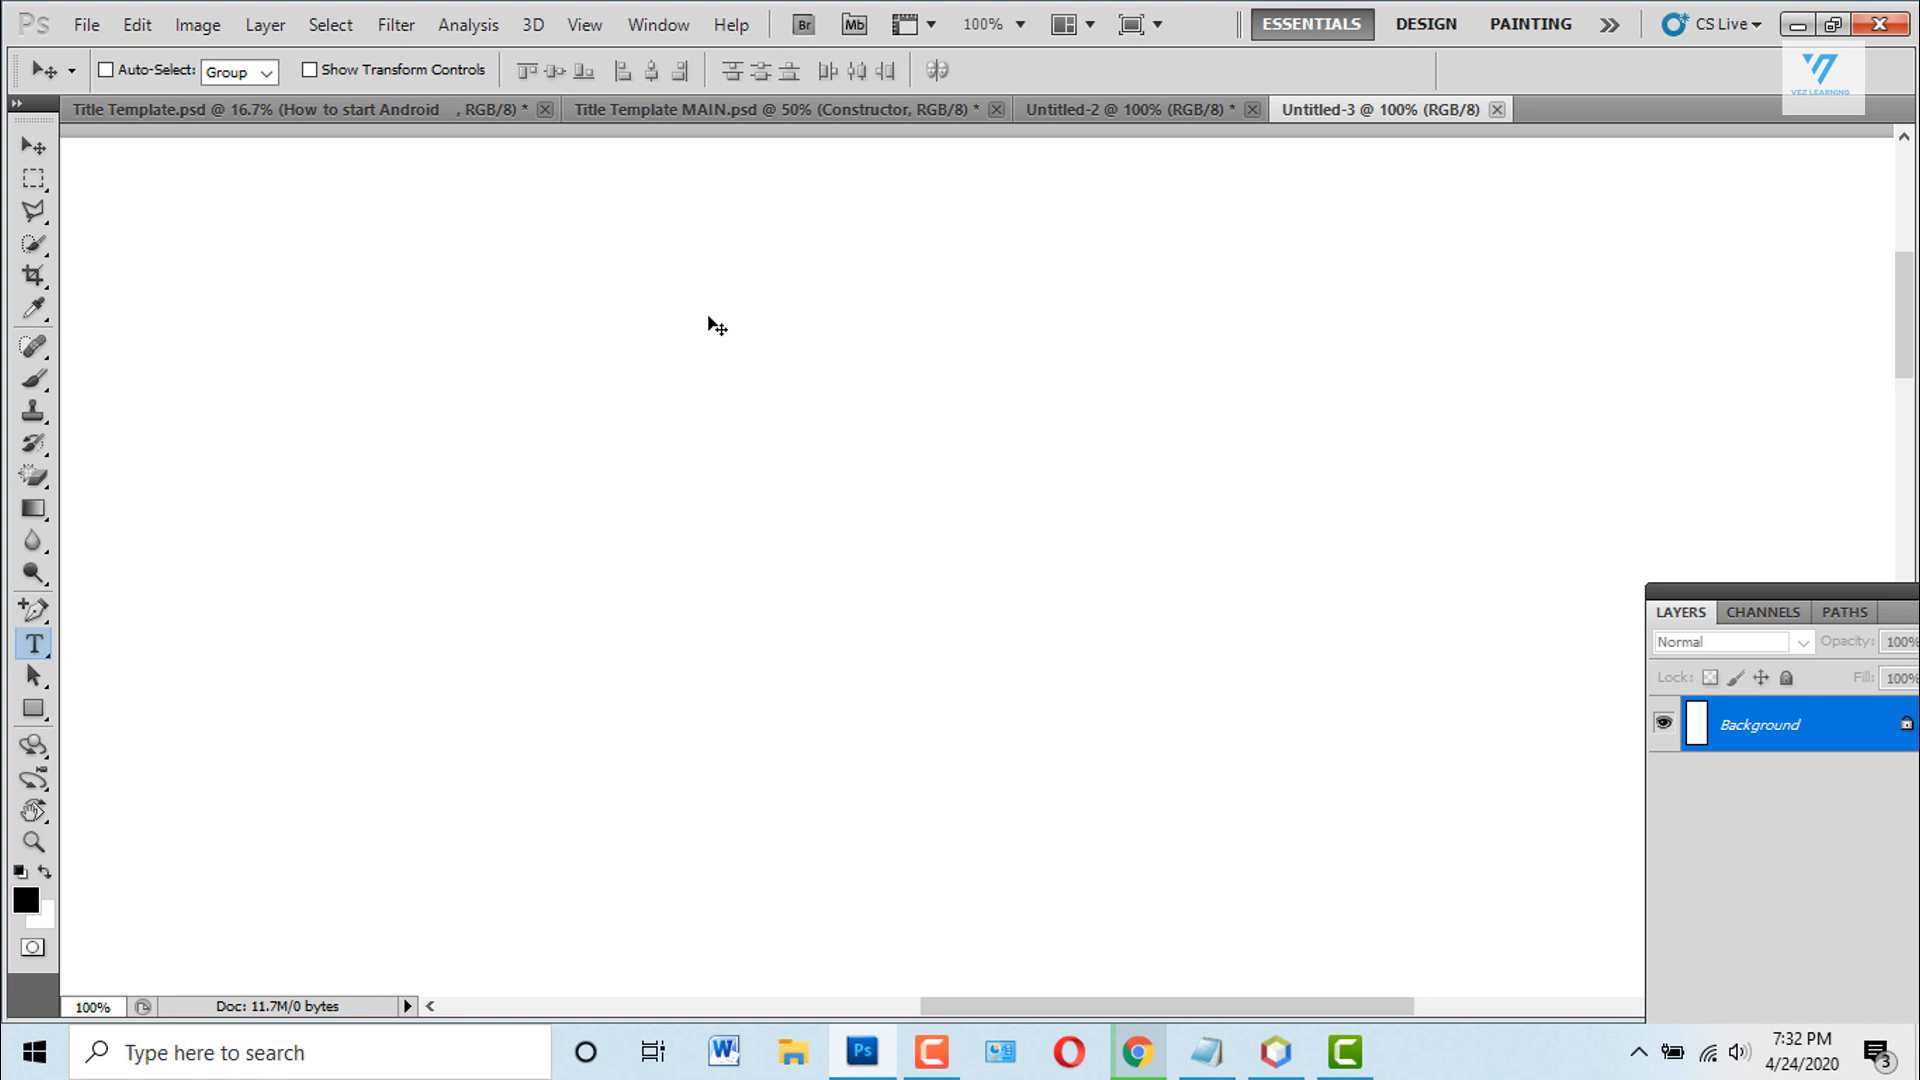 Ps File Edit Image Layer Select Filter Analysis 3D View Window Help Br Mb 100% ESSENTIALS DESIGN PAINTING CS Live
Auto-Select: Group Show Transform Controls
VEZ LEARNING
Title Template.psd @ 16.7% (How to start Android , RGB/8) * Title Template MAIN.psd @ 50% (Constructor, RGB/8) * Untitled-2 @ 100% (RGB/8) * Untitled-3 @ 100% (RGB/8)
T
LAYERS CHANNELS PATHS
Normal Opacity: 100%
Lock: Fill: 100%
Background
100% Doc: 11.7M/0 bytes
Type here to search
W
Ps
C
C
7:32 PM
4/24/2020
3